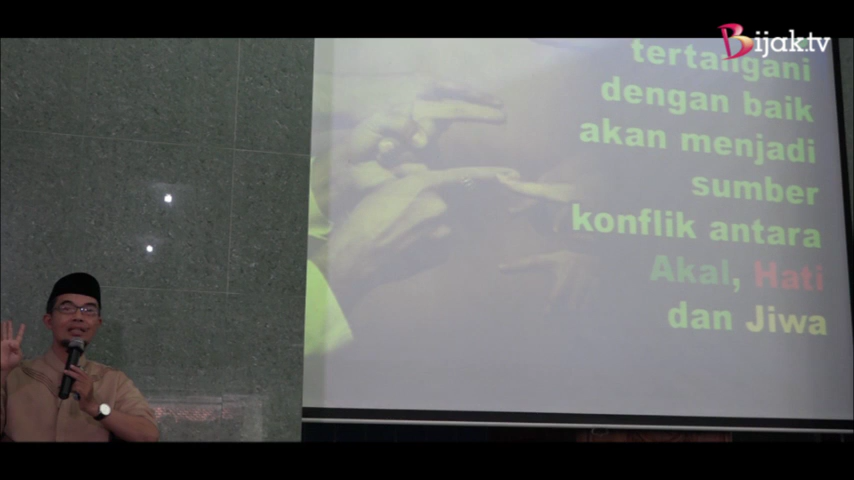 Bijak.tv
tertangani
dengan baik
akan menjadi
sumber
konflik antara
Akal, Hati
dan Jiwa